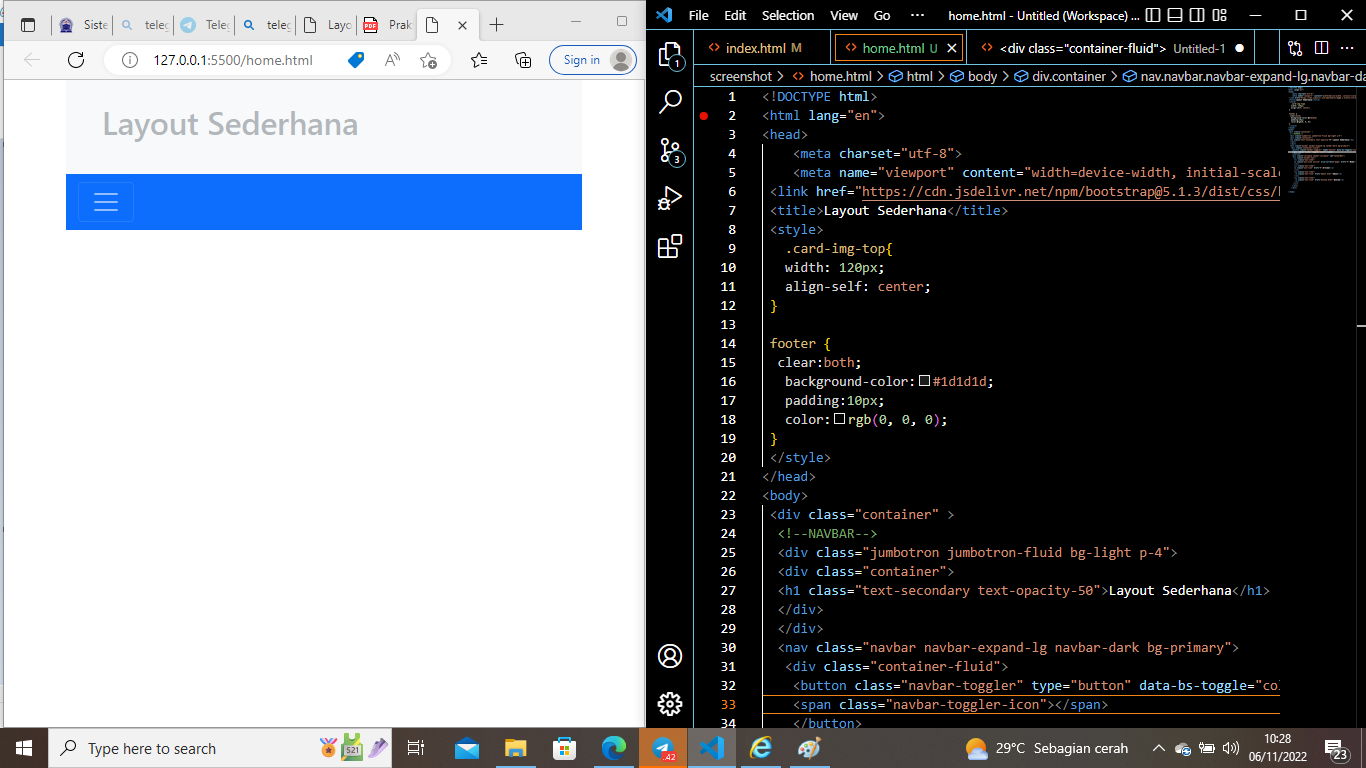 Siste
teleg
Teleg
teleg
Layo
PDF
Prak
127.0.0.1:5500/home.html
Sign in
Layout Sederhana
File Edit Selection View Go ···
home.html - Untitled (Workspace) ...
index.html M
home.html U
<div class="container-fluid"> Untitled-1
screenshot > home.html > html > body > div.container > nav.navbar.navbar-expand-lg.navbar-da
1 <!DOCTYPE html>
2 <html lang="en">
3 <head>
4 <meta charset="utf-8">
5 <meta name="viewport" content="width=device-width, initial-scale
6 <link href="https://cdn.jsdelivr.net/npm/bootstrap@5.1.3/dist/css/b
7 <title>Layout Sederhana</title>
8 <style>
9 .card-img-top{
10 width: 120px;
11 align-self: center;
12 }
13
14 footer {
15 clear:both;
16 background-color:#1d1d1d;
17 padding:10px;
18 color:rgb(0, 0, 0);
19 }
20 </style>
21 </head>
22 <body>
23 <div class="container" >
24 <!--NAVBAR-->
25 <div class="jumbotron jumbotron-fluid bg-light p-4">
26 <div class="container">
27 <h1 class="text-secondary text-opacity-50">Layout Sederhana</h1>
28 </div>
29 </div>
30 <nav class="navbar navbar-expand-lg navbar-dark bg-primary">
31 <div class="container-fluid">
32 <button class="navbar-toggler" type="button" data-bs-toggle="col
33 <span class="navbar-toggler-icon"></span>
34 </button>
1
3
Type here to search
521
42
29°C Sebagian cerah
10:28
06/11/2022
23